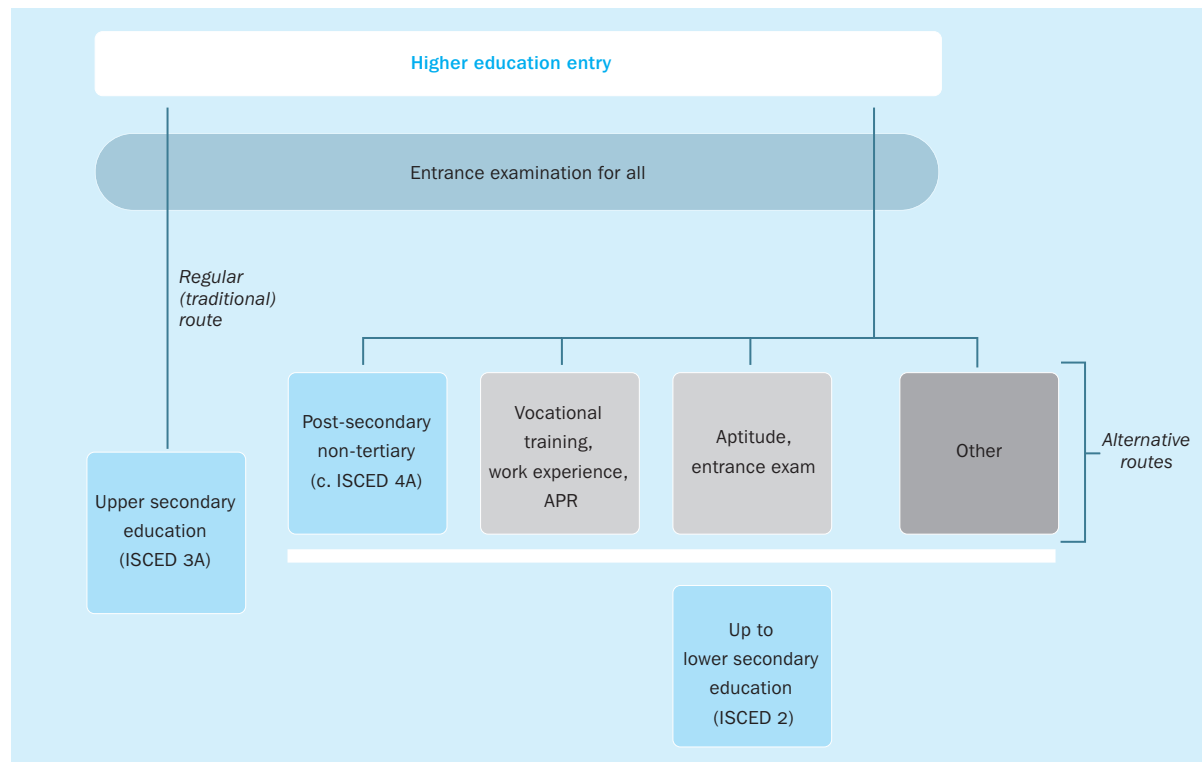 Higher education entry
Entrance examination for all
Regular
(traditional)
route
Post-secondary
non-tertiary
(c. ISCED 4A)
Vocational
training,
work experience,
APR
Aptitude,
entrance exam
Other
Alternative
routes
Upper secondary
education
(ISCED 3A)
Up to
lower secondary
education
(ISCED 2)